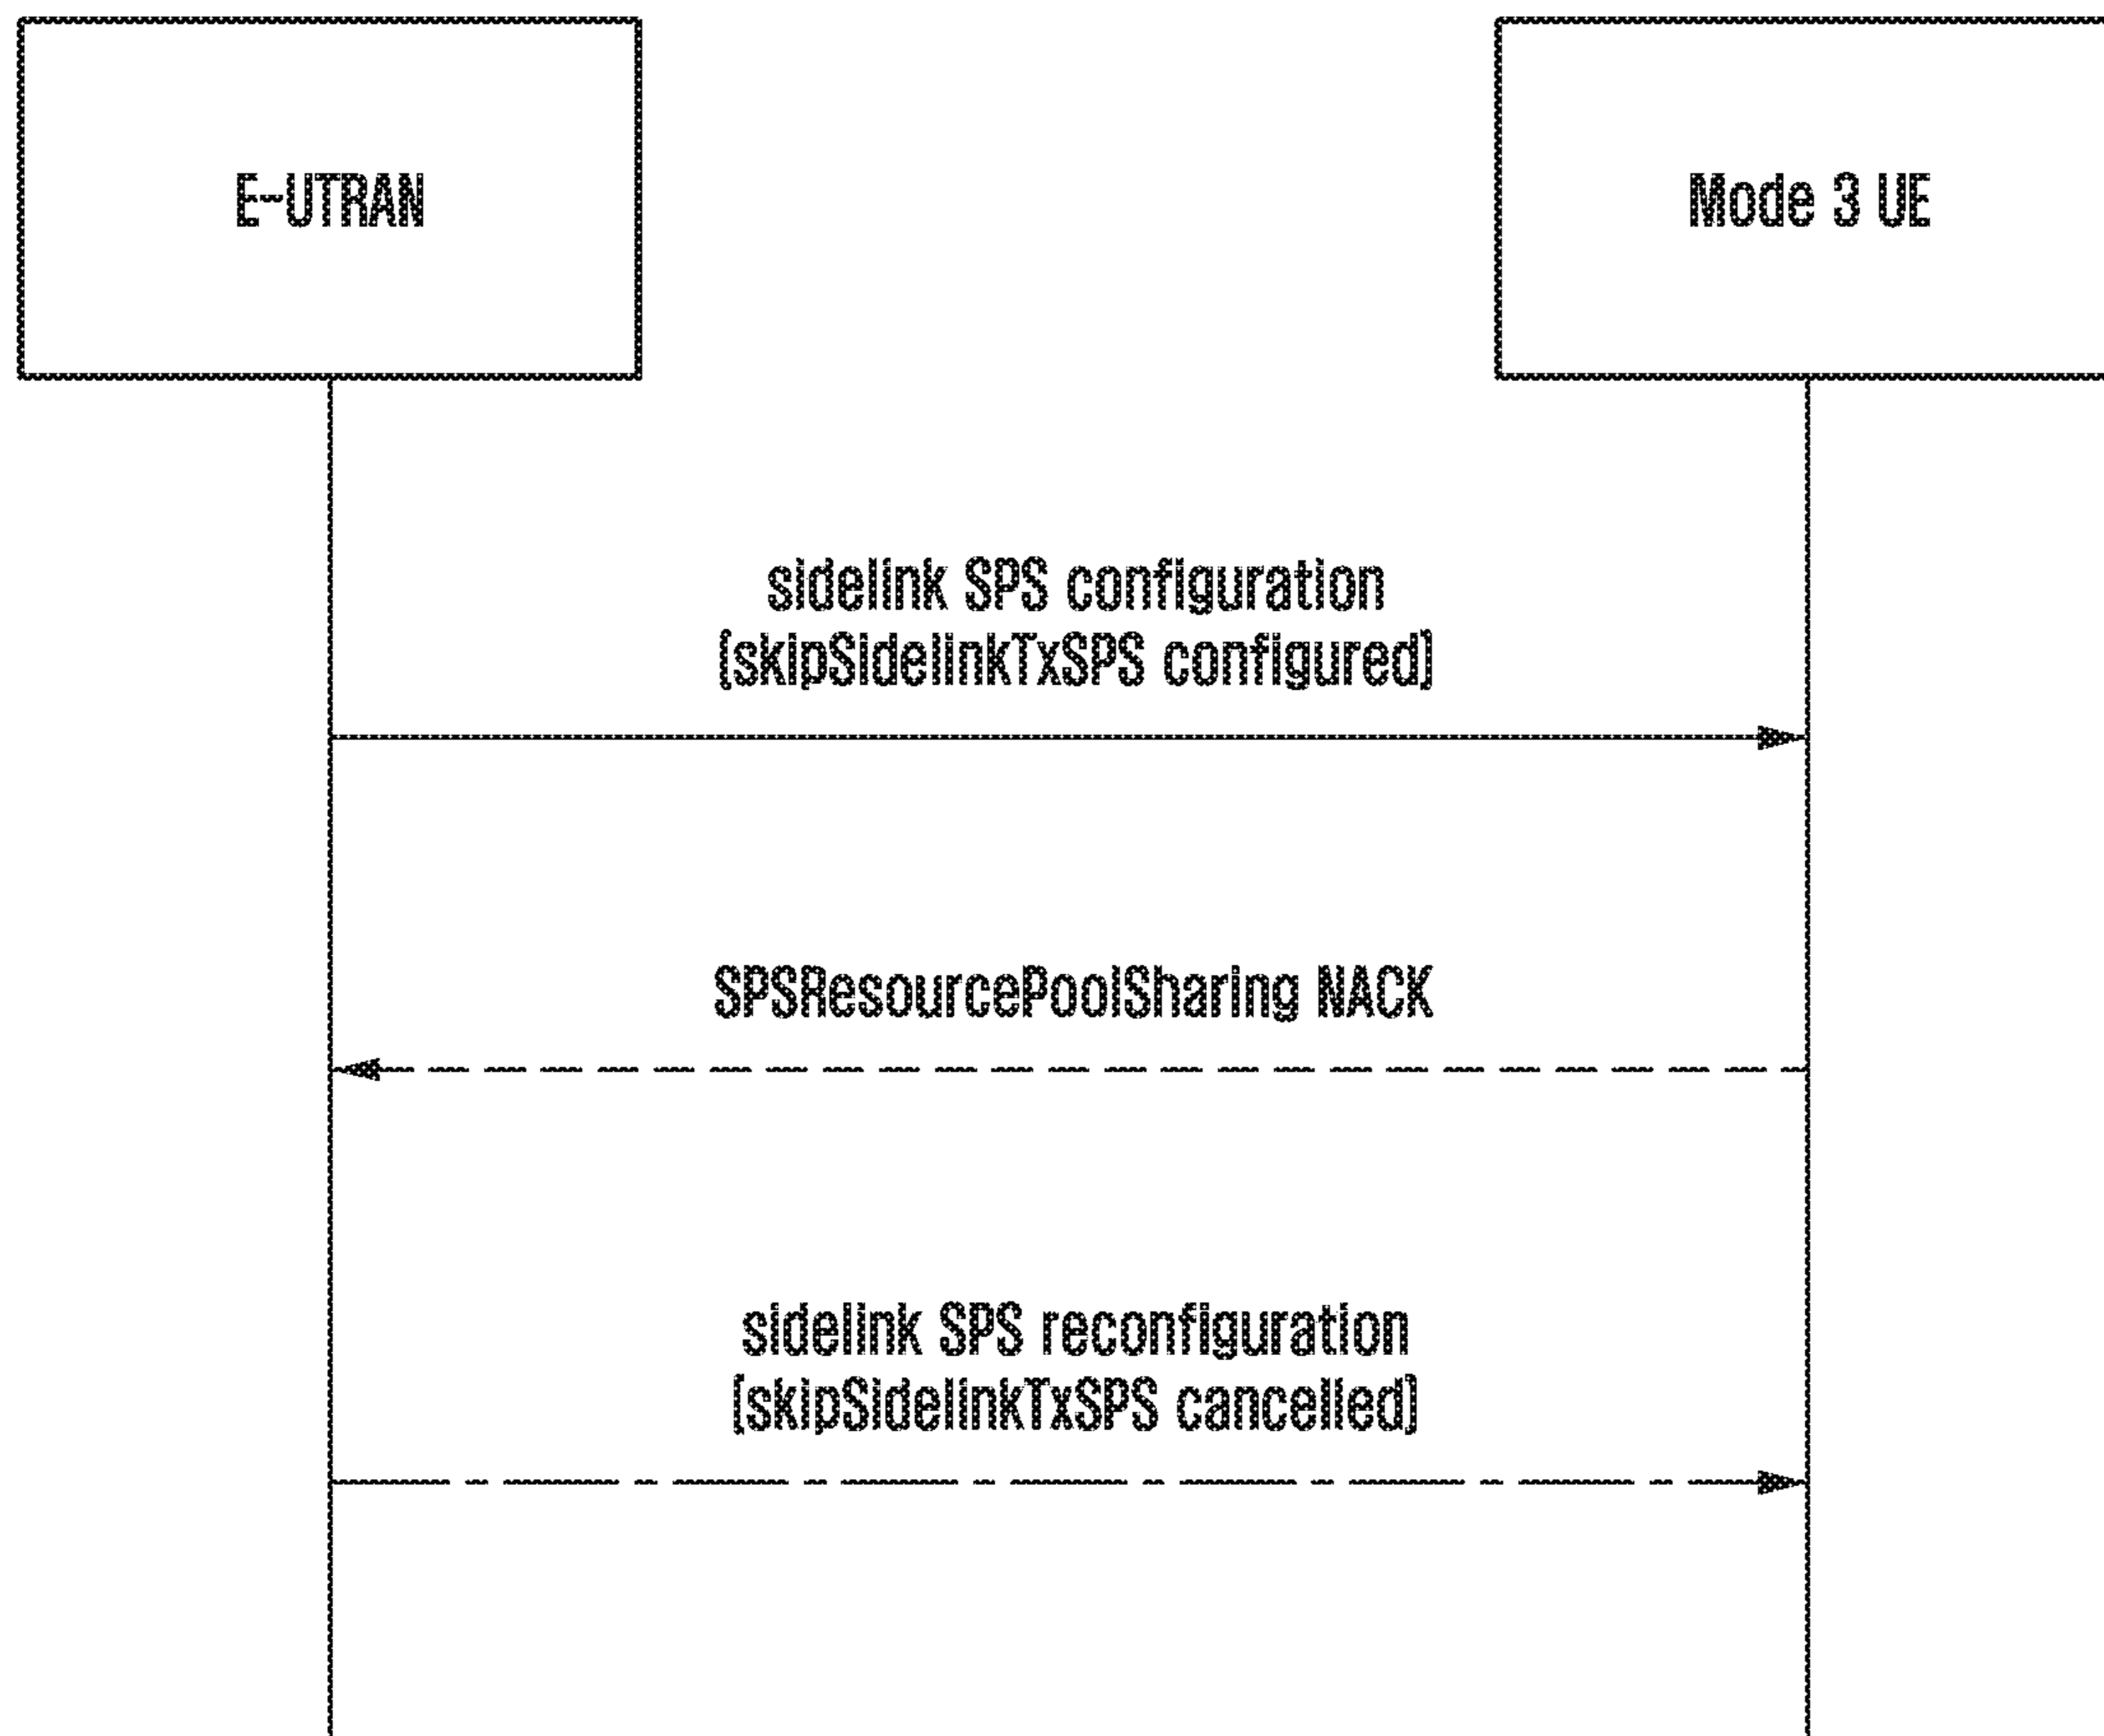 E-UTRAN
Mode 3 UE
sidelink SPS configuration
(skipSidelinkTxSPS configured)
SPSResourcePoolSharing NACK
sidelink SPS reconfiguration
(skipSidelinkTxSPS cancelled)